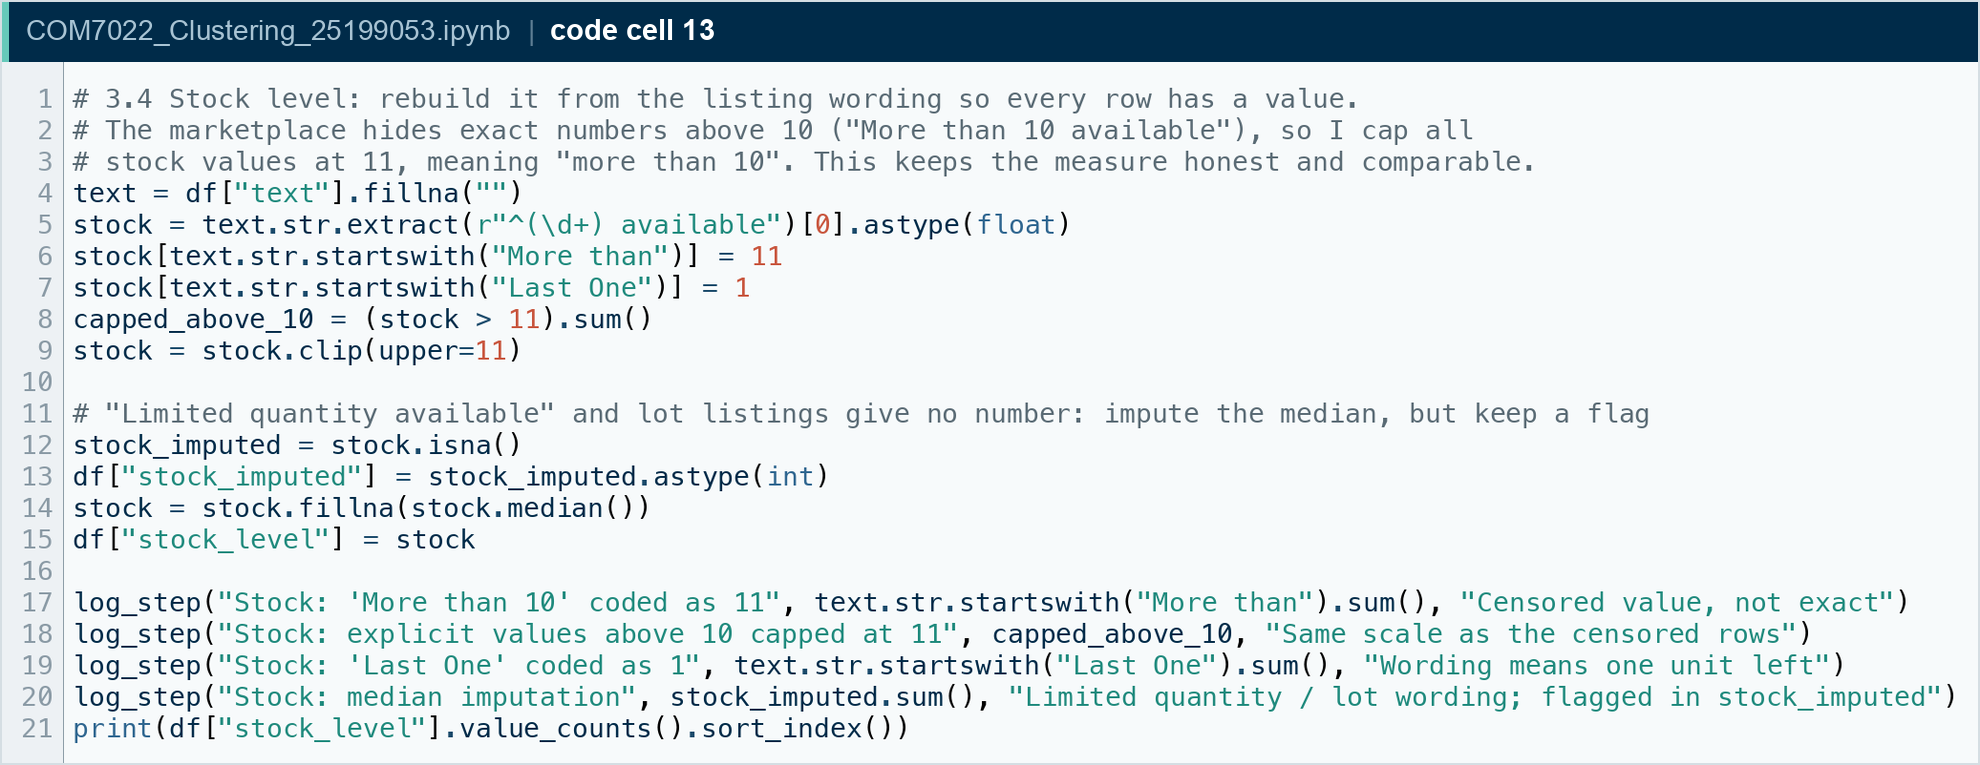 COM7022_Clustering_25199053.ipynb | code cell 13
1 # 3.4 Stock level: rebuild it from the listing wording so every row has a value.
2 # The marketplace hides exact numbers above 10 ("More than 10 available"), so I cap all
3 # stock values at 11, meaning "more than 10". This keeps the measure honest and comparable.
4 text = df["text"].fillna("")
5 stock = text.str.extract(r"^(\d+) available")[0].astype(float)
6 stock[text.str.startswith("More than")] = 11
7 stock[text.str.startswith("Last One")] = 1
8 capped_above_10 = (stock > 11).sum()
9 stock = stock.clip(upper=11)
10
11 # "Limited quantity available" and lot listings give no number: impute the median, but keep a flag
12 stock_imputed = stock.isna()
13 df["stock_imputed"] = stock_imputed.astype(int)
14 stock = stock.fillna(stock.median())
15 df["stock_level"] = stock
16
17 log_step("Stock: 'More than 10' coded as 11", text.str.startswith("More than").sum(), "Censored value, not exact")
18 log_step("Stock: explicit values above 10 capped at 11", capped_above_10, "Same scale as the censored rows")
19 log_step("Stock: 'Last One' coded as 1", text.str.startswith("Last One").sum(), "Wording means one unit left")
20 log_step("Stock: median imputation", stock_imputed.sum(), "Limited quantity / lot wording; flagged in stock_imputed")
21 print(df["stock_level"].value_counts().sort_index())